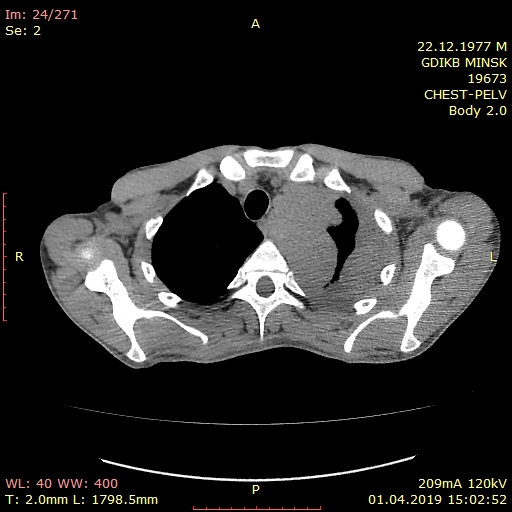 Im: 24/271
Se: 2
A
22.12.1977 M
GDIKB MINSK
19673
CHEST-PELV
Body 2.0
R
L
WL: 40 WW: 400
T: 2.0mm L: 1798.5mm
P
209mA 120kV
01.04.2019 15:02:52